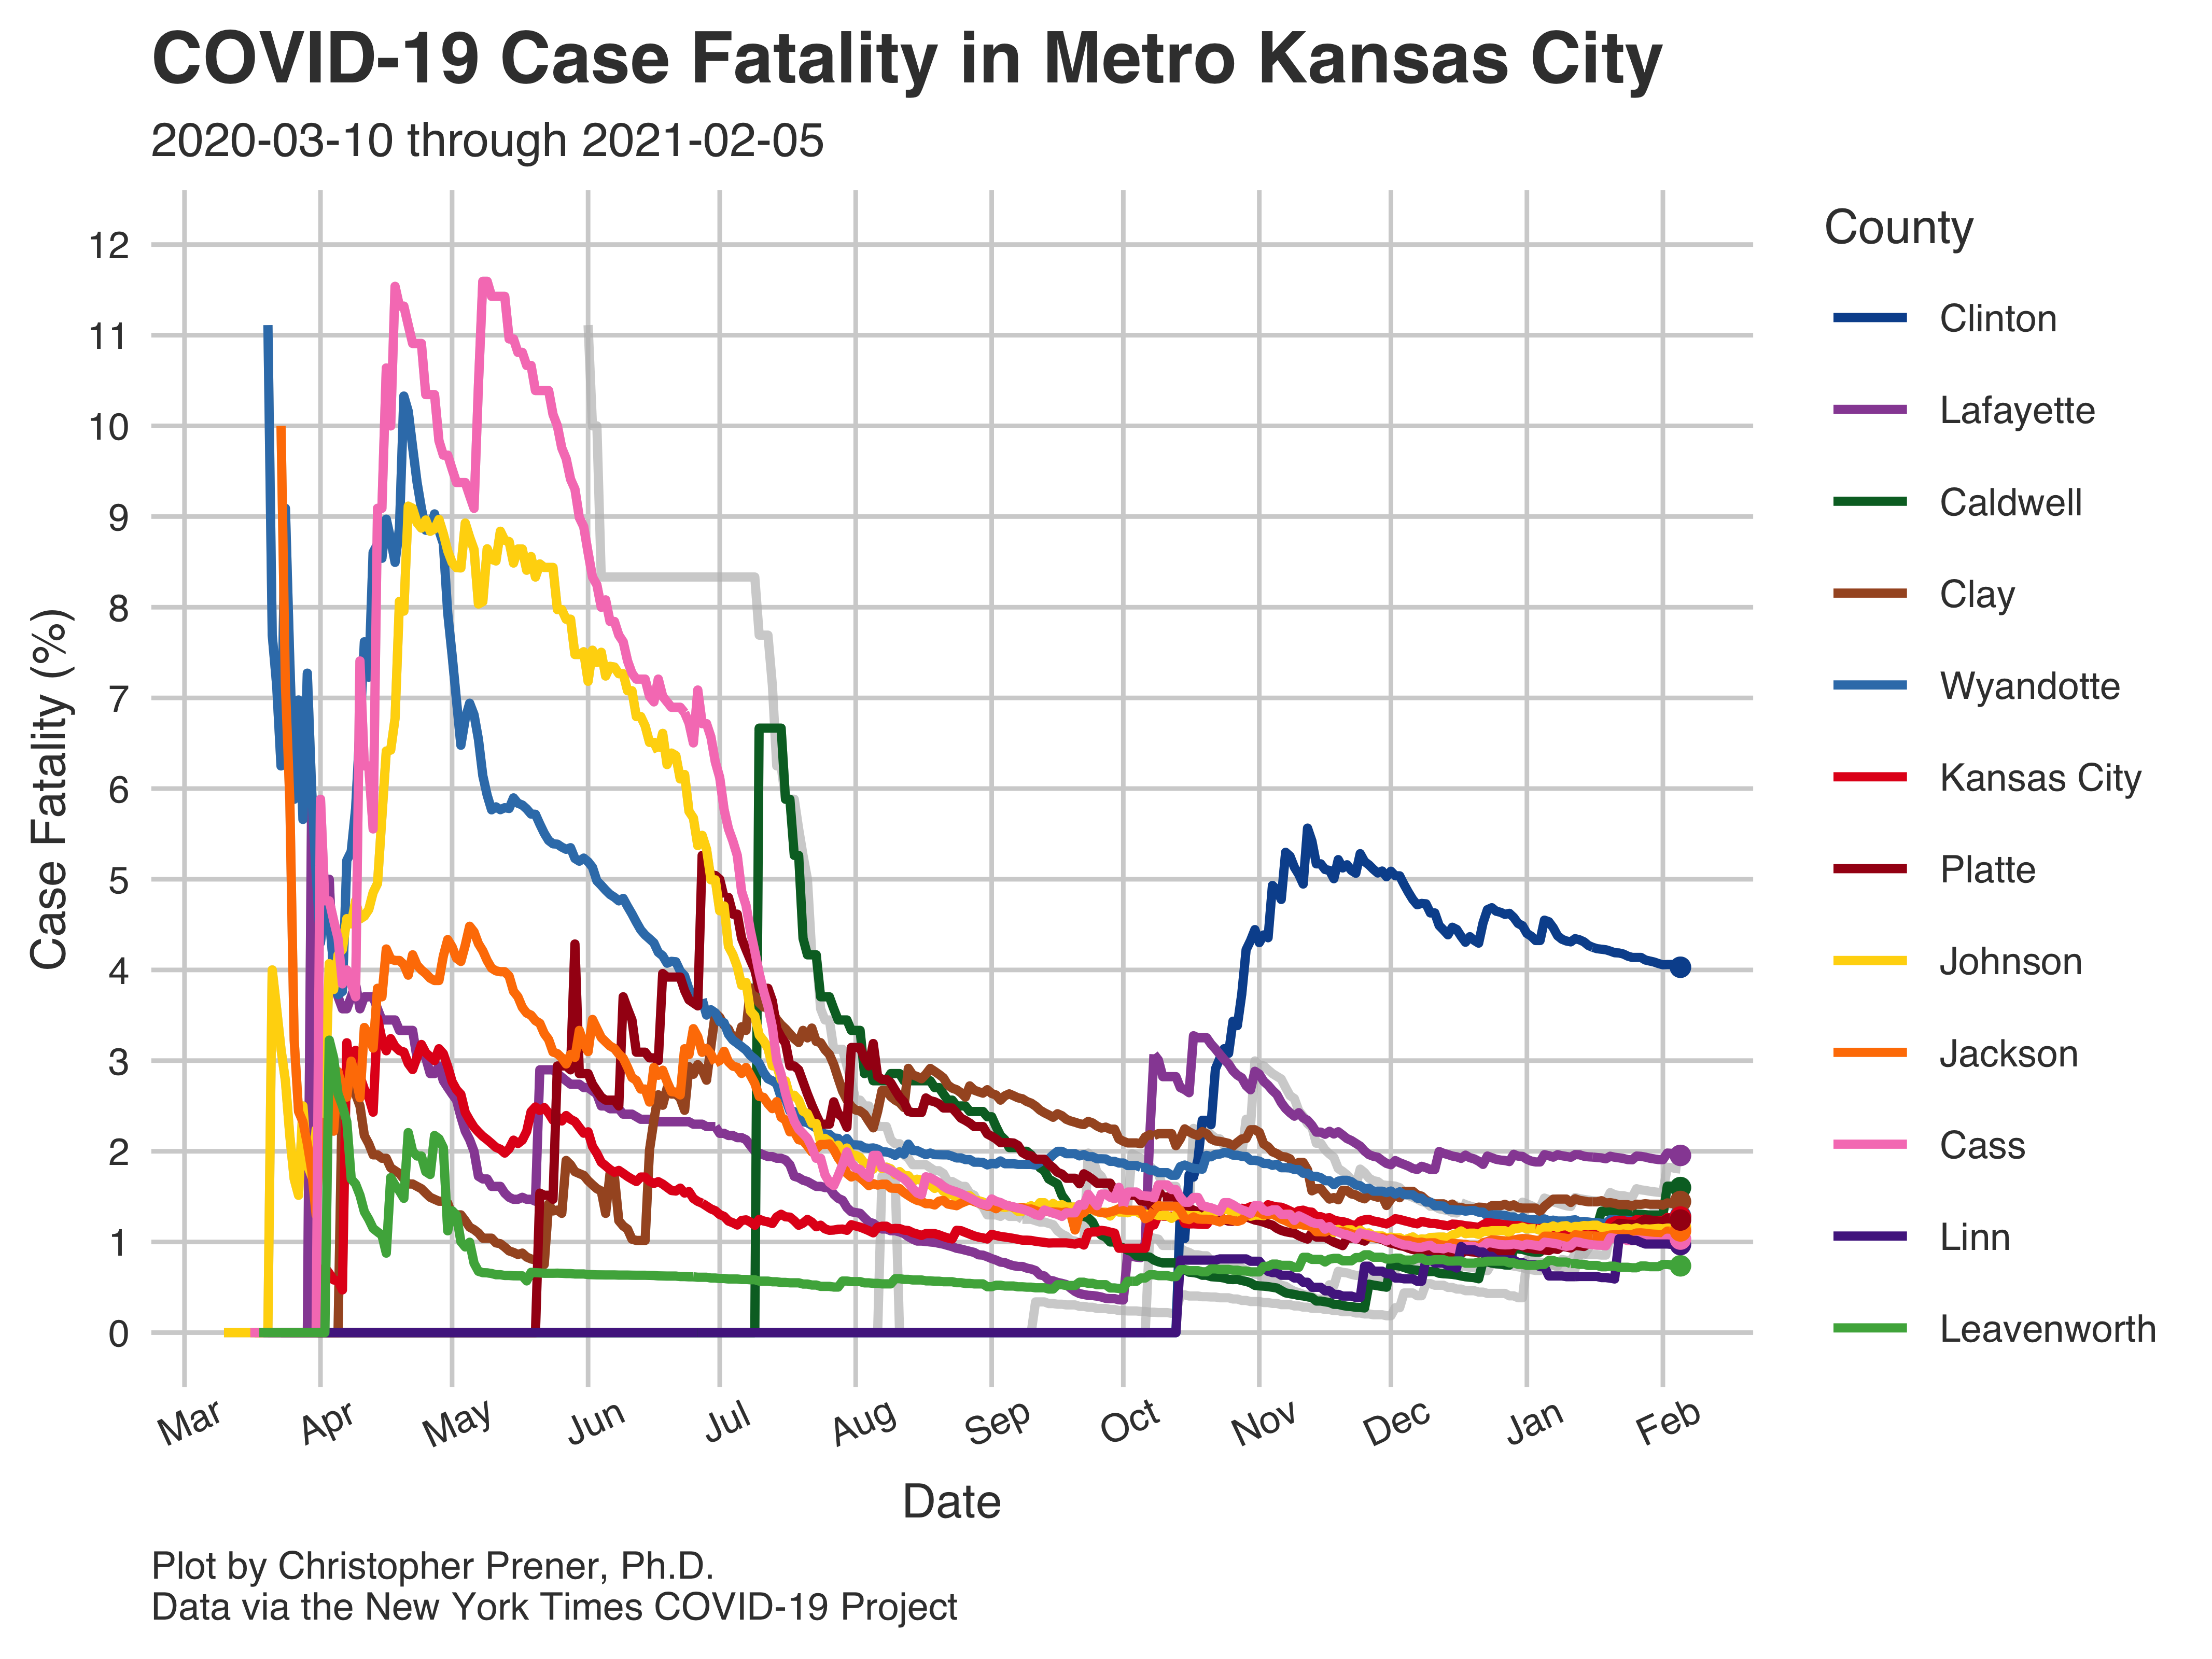 COVID-19 Case Fatality in Metro Kansas City
2020-03-10 through 2021-02-05
Case Fatality (%)
12
11
10
9
8
7
6
5
4
3
2
1
0
Mar
Apr
May
Jun
Jul
Aug
Sep
Oct
Nov
Dec
Jan
Feb
Date
County
Clinton
Lafayette
Caldwell
Clay
Wyandotte
Kansas City
Platte
Johnson
Jackson
Cass
Linn
Leavenworth
Plot by Christopher Prener, Ph.D.
Data via the New York Times COVID-19 Project